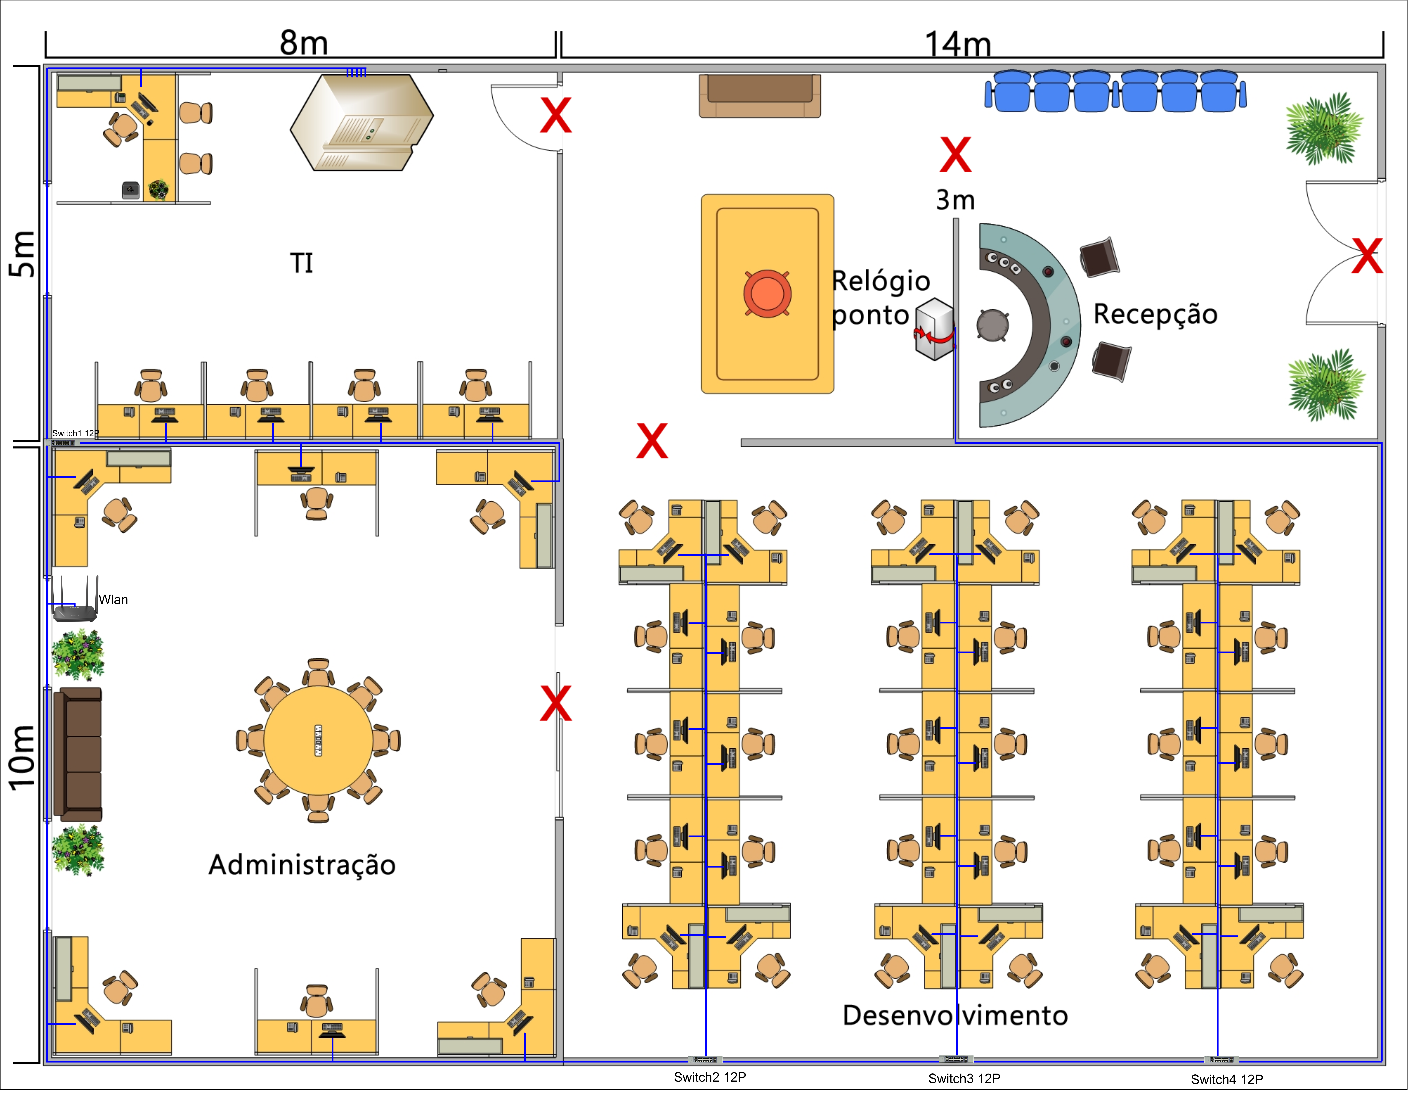 8m
14m
X
X
3m
5m
TI
X
Relógio
ponto
Recepção
Switch1 12P
X
Wlan
X
10m
Administração
Desenvolvimento
Switch2 12P
Switch3 12P
Switch4 12P